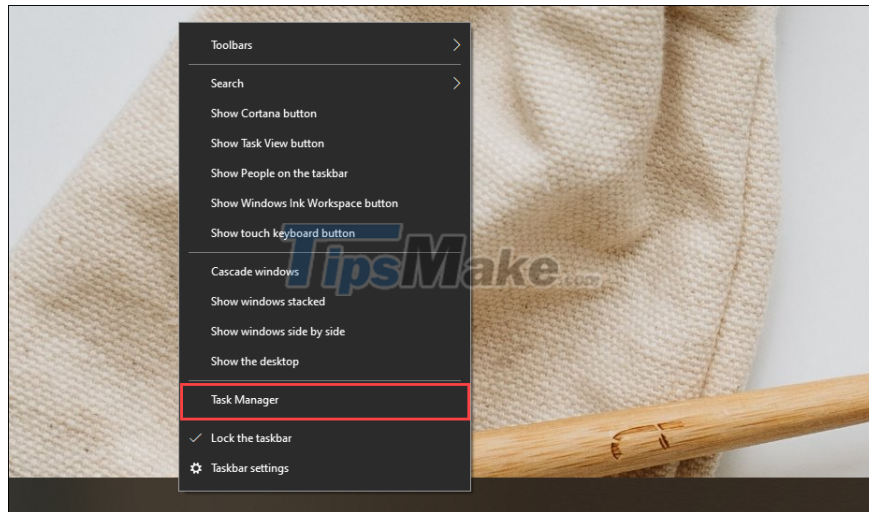 Toolbars
Search
Show Cortana button
Show Task View button
Show People on the taskbar
Show Windows Ink Workspace button
Show touch keyboard button
TipsMake.com
Cascade windows
Show windows stacked
Show windows side by side
Show the desktop
Task Manager
Lock the taskbar
Taskbar settings